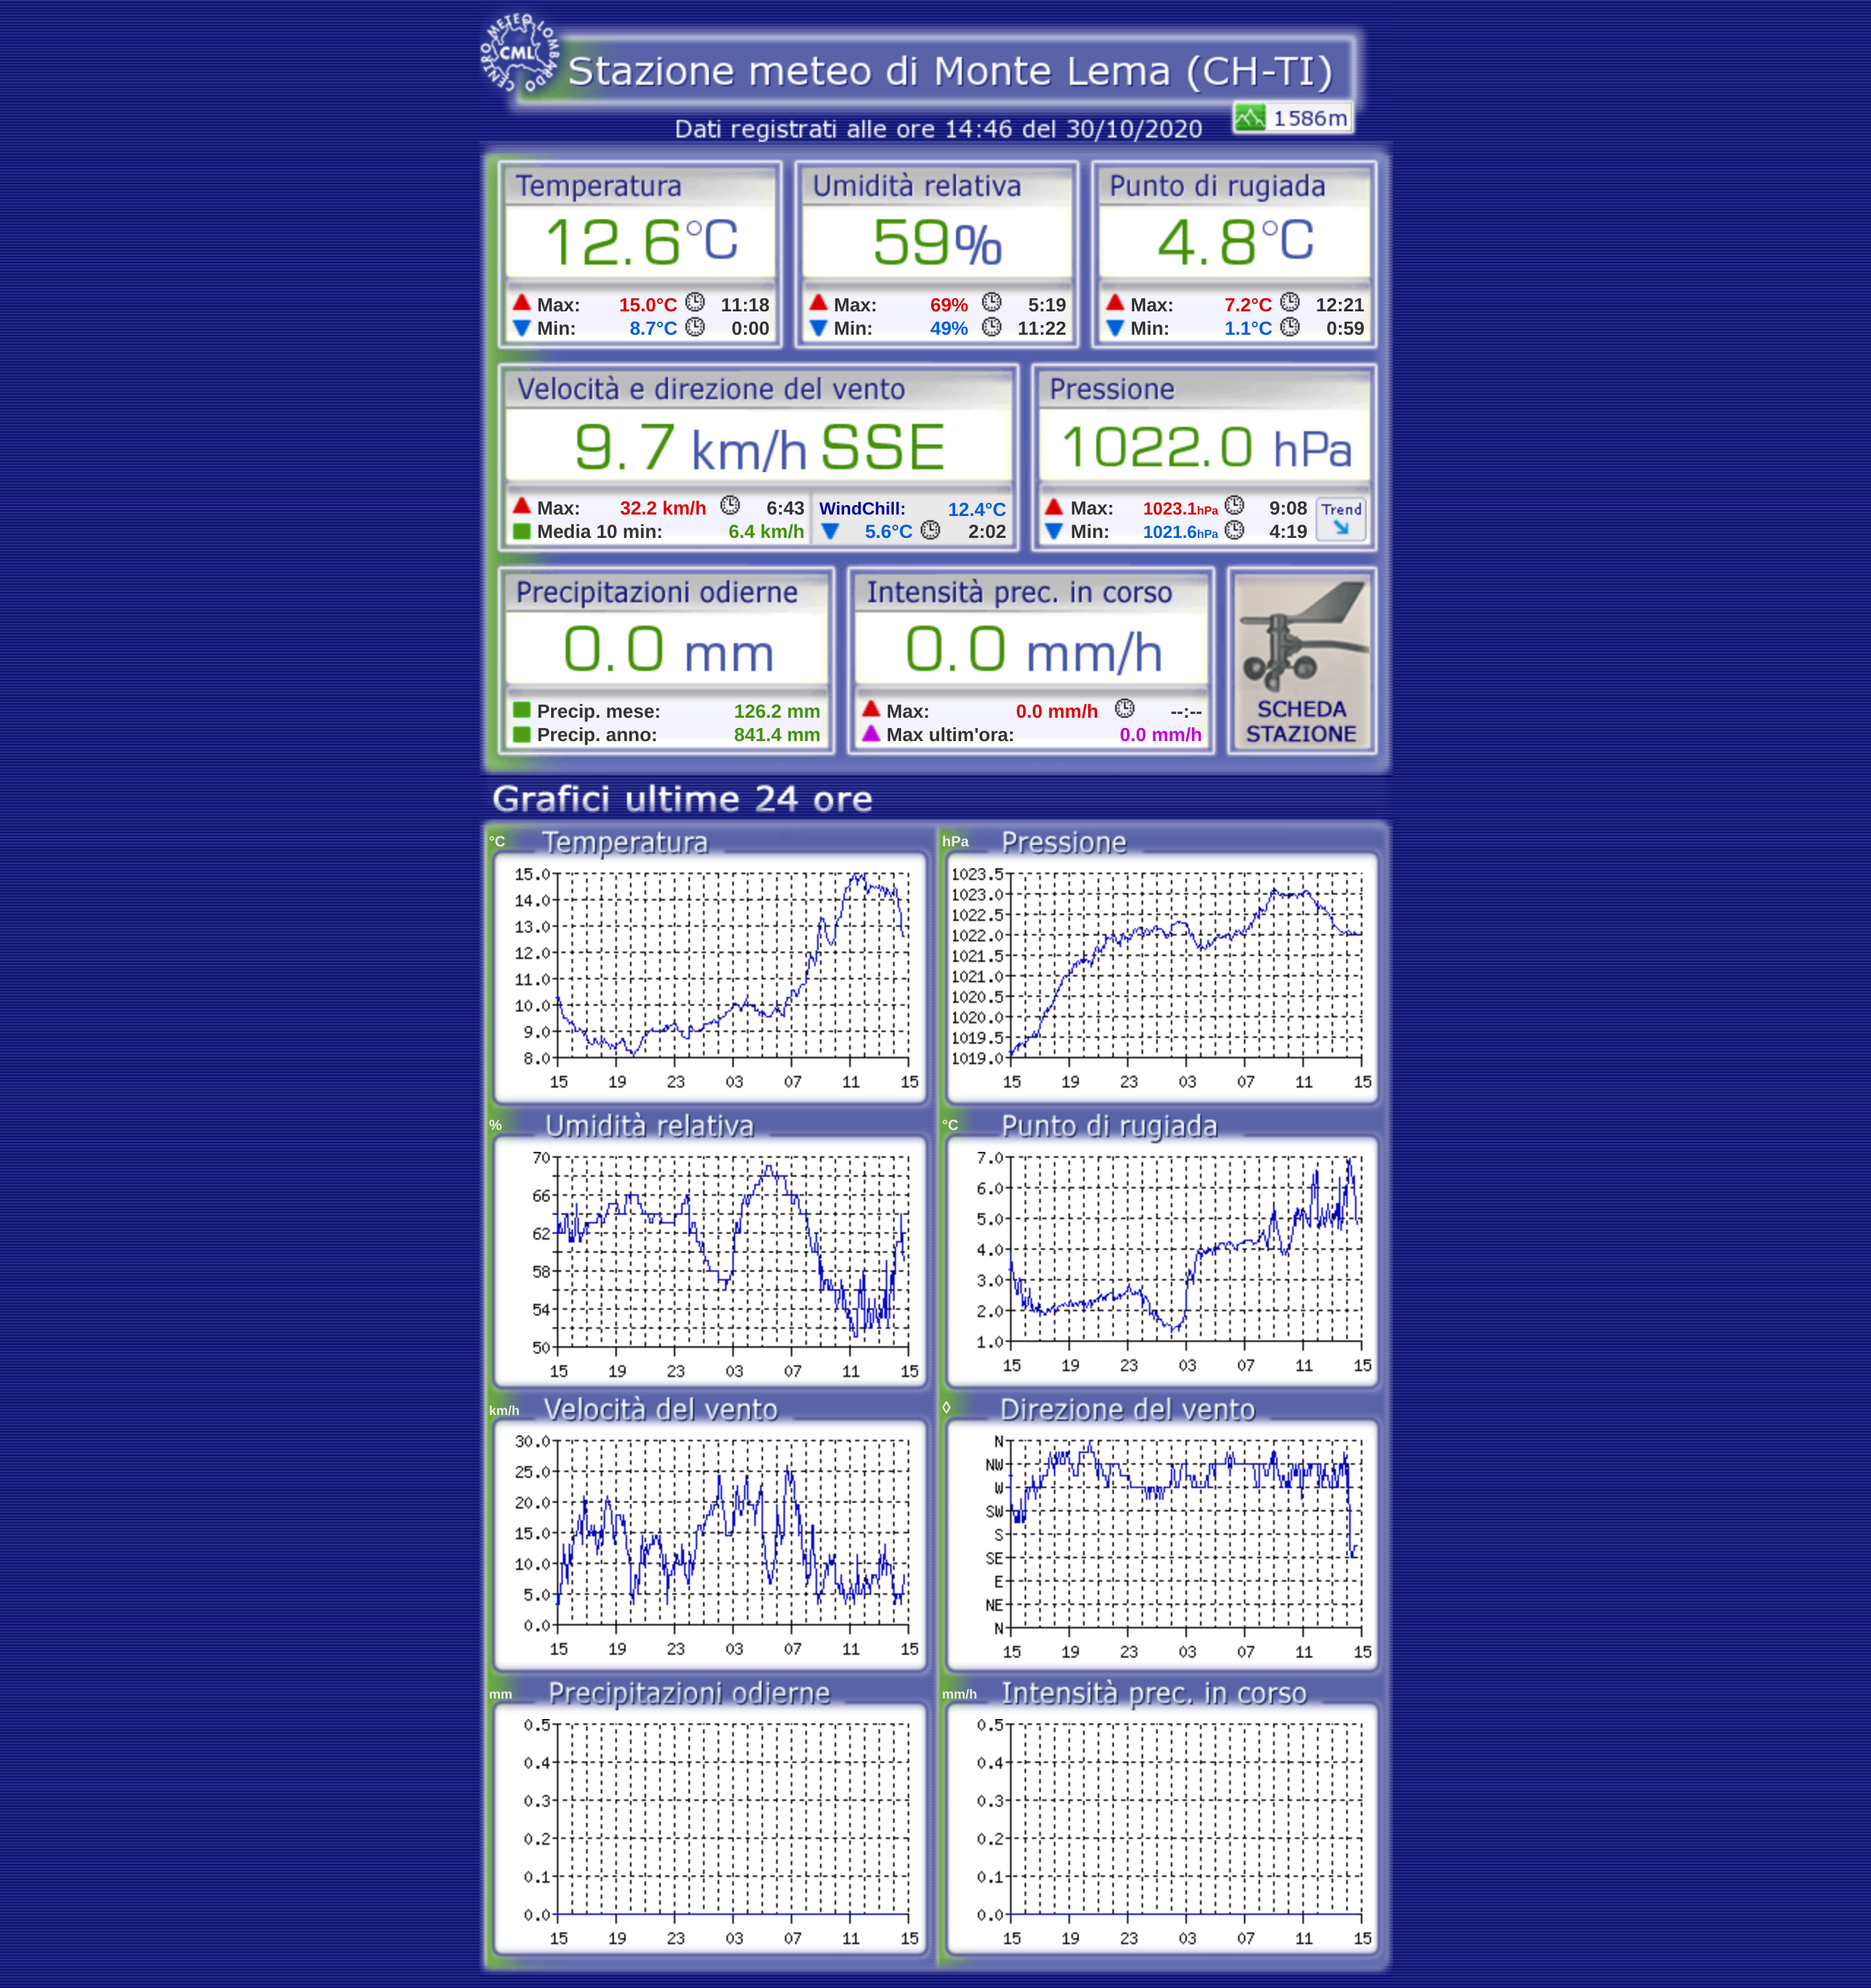 CENTRO METEO LOMBARDO
CML
Stazione meteo di Monte Lema (CH-TI)
1586m
Dati registrati alle ore 14:46 del 30/10/2020
Temperatura
12.6°C
Max: 15.0°C 11:18
Min: 8.7°C 0:00
Umidità relativa
59%
Max: 69% 5:19
Min: 49% 11:22
Punto di rugiada
4.8°C
Max: 7.2°C 12:21
Min: 1.1°C 0:59
Velocità e direzione del vento
9.7 km/h SSE
Max: 32.2 km/h 6:43
Media 10 min: 6.4 km/h
WindChill: 12.4°C
5.6°C 2:02
Pressione
1022.0 hPa
Max: 1023.1hPa 9:08
Min: 1021.6hPa 4:19
Trend
Precipitazioni odierne
0.0 mm
Precip. mese: 126.2 mm
Precip. anno: 841.4 mm
Intensità prec. in corso
0.0 mm/h
Max: 0.0 mm/h --:--
Max ultim'ora: 0.0 mm/h
SCHEDA
STAZIONE
Grafici ultime 24 ore
°C Temperatura
15.0
14.0
13.0
12.0
11.0
10.0
9.0
8.0
15 19 23 03 07 11 15
hPa Pressione
1023.5
1023.0
1022.5
1022.0
1021.5
1021.0
1020.5
1020.0
1019.5
1019.0
15 19 23 03 07 11 15
% Umidità relativa
70
66
62
58
54
50
15 19 23 03 07 11 15
°C Punto di rugiada
7.0
6.0
5.0
4.0
3.0
2.0
1.0
15 19 23 03 07 11 15
km/h Velocità del vento
30.0
25.0
20.0
15.0
10.0
5.0
0.0
15 19 23 03 07 11 15
◊ Direzione del vento
N
NW
W
SW
S
SE
E
NE
N
15 19 23 03 07 11 15
mm Precipitazioni odierne
0.5
0.4
0.3
0.2
0.1
0.0
15 19 23 03 07 11 15
mm/h Intensità prec. in corso
0.5
0.4
0.3
0.2
0.1
0.0
15 19 23 03 07 11 15